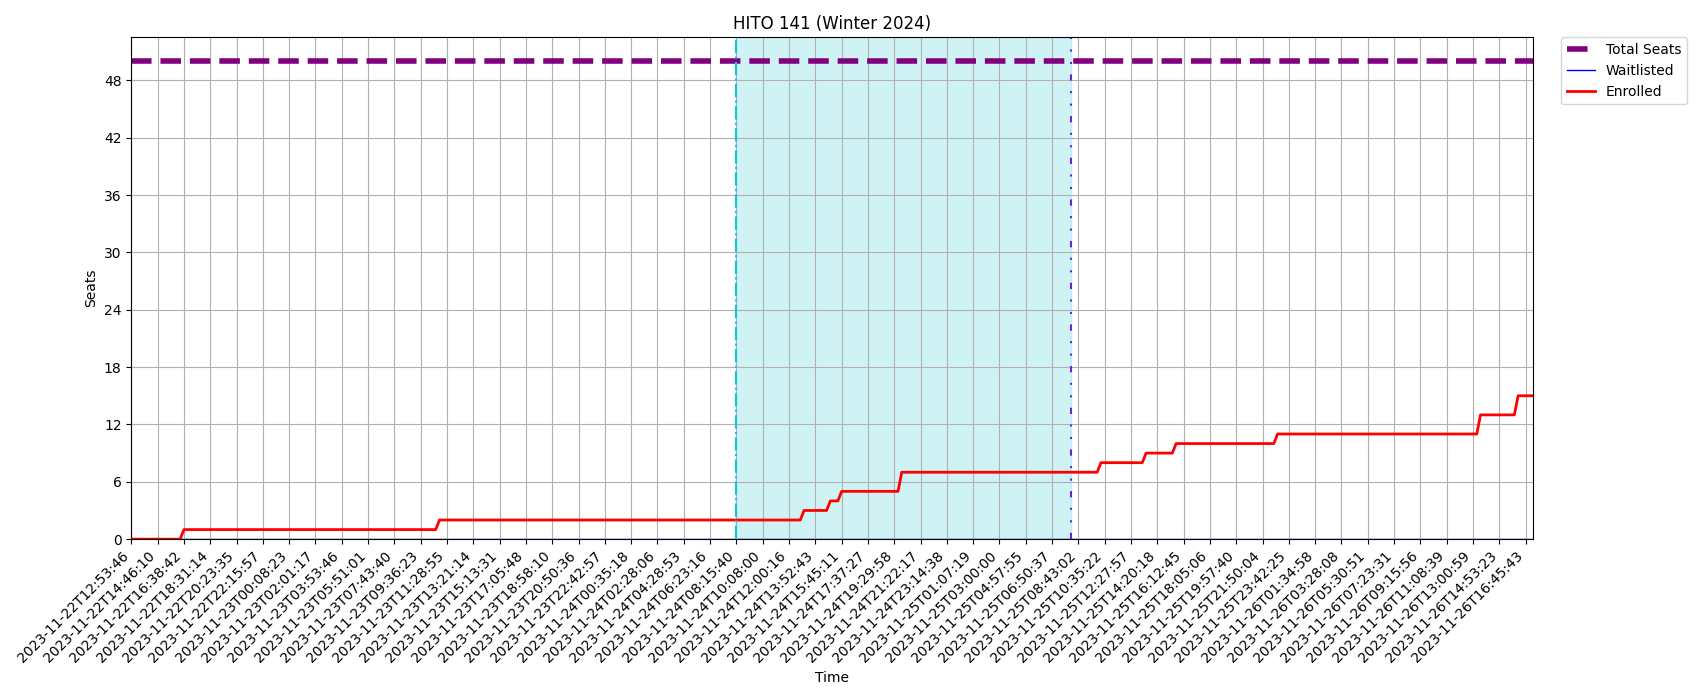 HITO 141 (Winter 2024)
Total Seats
Waitlisted
Enrolled
Seats
48
42
36
30
24
18
12
6
0
2023-11-22T12:53:46
2023-11-22T14:46:10
2023-11-22T16:38:42
2023-11-22T18:31:14
2023-11-22T20:23:35
2023-11-22T22:15:57
2023-11-23T00:08:23
2023-11-23T02:01:17
2023-11-23T03:53:46
2023-11-23T05:51:01
2023-11-23T07:43:40
2023-11-23T09:36:23
2023-11-23T11:28:55
2023-11-23T13:21:14
2023-11-23T15:13:31
2023-11-23T17:05:48
2023-11-23T18:58:10
2023-11-23T20:50:36
2023-11-23T22:42:57
2023-11-24T00:35:18
2023-11-24T02:28:06
2023-11-24T04:28:53
2023-11-24T06:23:16
2023-11-24T08:15:40
2023-11-24T10:08:00
2023-11-24T12:00:16
2023-11-24T13:52:43
2023-11-24T15:45:11
2023-11-24T17:37:27
2023-11-24T19:29:58
2023-11-24T21:22:17
2023-11-24T23:14:38
2023-11-25T01:07:19
2023-11-25T03:00:00
2023-11-25T04:57:55
2023-11-25T06:50:37
2023-11-25T08:43:02
2023-11-25T10:35:22
2023-11-25T12:27:57
2023-11-25T14:20:18
2023-11-25T16:12:45
2023-11-25T18:05:06
2023-11-25T19:57:40
2023-11-25T21:50:04
2023-11-25T23:42:25
2023-11-26T01:34:58
2023-11-26T03:28:08
2023-11-26T05:30:51
2023-11-26T07:23:31
2023-11-26T09:15:56
2023-11-26T11:08:39
2023-11-26T13:00:59
2023-11-26T14:53:23
2023-11-26T16:45:43
Time